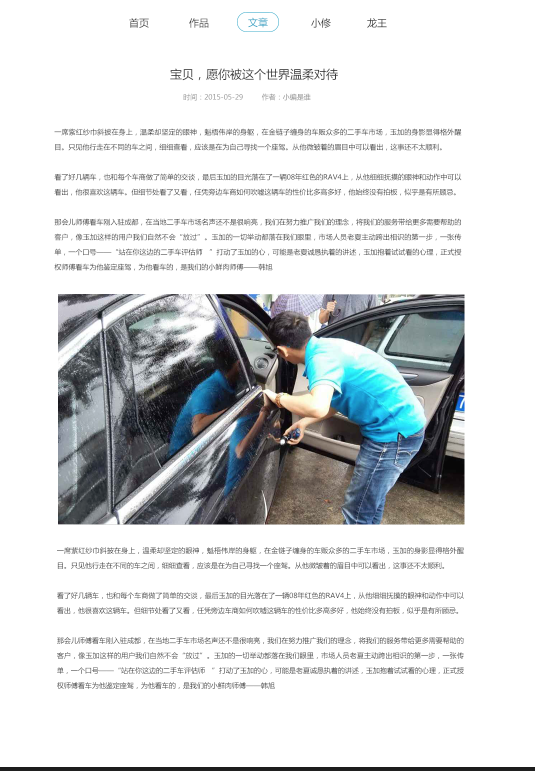 首页 作品 文章 小修 龙王
宝贝，愿你被这个世界温柔对待
时间：2015-05-29 作者：小编是谁
一席紫红纱巾斜披在身上，温柔却坚定的眼神，魁梧伟岸的身躯，在金链子缠身的车贩众多的二手车市场，玉加的身影显得格外醒
目。只见他行走在不同的车之间，细细查看，应该是在为自己寻找一个座驾。从他微皱着的眉目中可以看出，这事还不太顺利。
看了好几辆车，也和每个车商做了简单的交谈，最后玉加的目光落在了一辆08年红色的RAV4上，从他细细抚摸的眼神和动作中可以
看出，他很喜欢这辆车。但细节处看了又看，任凭旁边车商如何吹嘘这辆车的性价比多高多好，他始终没有拍板，似乎是有所顾忌。
那会儿师傅看车刚入驻成都，在当地二手车市场名声还不是很响亮，我们在努力推广我们的理念，将我们的服务带给更多需要帮助的
客户，像玉加这样的用户我们自然不会“放过”。玉加的一切举动都落在我们眼里，市场人员老夏主动跨出相识的第一步，一张传
单，一个口号——“站在你这边的二手车评估师 ”打动了玉加的心，可能是老夏诚恳执着的讲述，玉加抱着试试看的心理，正式授
权师傅看车为他鉴定座驾，为他看车的，是我们的小鲜肉师傅——韩旭
一席紫红纱巾斜披在身上，温柔却坚定的眼神，魁梧伟岸的身躯，在金链子缠身的车贩众多的二手车市场，玉加的身影显得格外醒
目。只见他行走在不同的车之间，细细查看，应该是在为自己寻找一个座驾。从他微皱着的眉目中可以看出，这事还不太顺利。
看了好几辆车，也和每个车商做了简单的交谈，最后玉加的目光落在了一辆08年红色的RAV4上，从他细细抚摸的眼神和动作中可以
看出，他很喜欢这辆车。但细节处看了又看，任凭旁边车商如何吹嘘这辆车的性价比多高多好，他始终没有拍板，似乎是有所顾忌。
那会儿师傅看车刚入驻成都，在当地二手车市场名声还不是很响亮，我们在努力推广我们的理念，将我们的服务带给更多需要帮助的
客户，像玉加这样的用户我们自然不会“放过”。玉加的一切举动都落在我们眼里，市场人员老夏主动跨出相识的第一步，一张传
单，一个口号——“站在你这边的二手车评估师 ”打动了玉加的心，可能是老夏诚恳执着的讲述，玉加抱着试试看的心理，正式授
权师傅看车为他鉴定座驾，为他看车的，是我们的小鲜肉师傅——韩旭